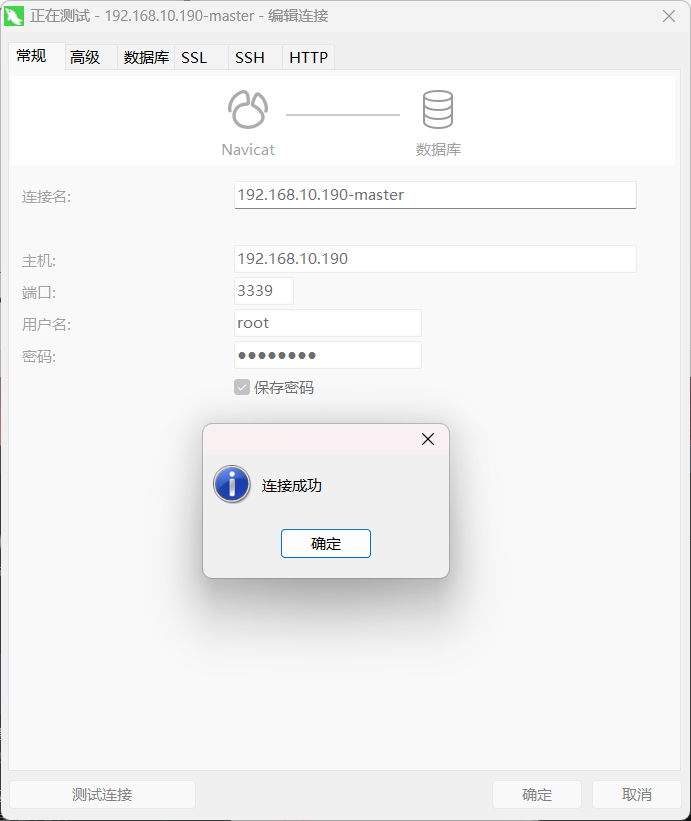 正在测试 - 192.168.10.190-master - 编辑连接
常规 高级 数据库 SSL SSH HTTP
Navicat 数据库
连接名: 192.168.10.190-master
主机: 192.168.10.190
端口: 3339
用户名: root
密码: ●●●●●●●●
保存密码
连接成功
确定
测试连接 确定 取消